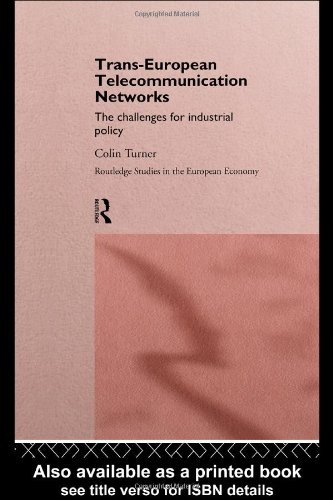 Trans-European
Telecommunication
Networks
The challenges for industrial
policy
Colin Turner
Routledge Studies in the European Economy
ROUTLEDGE
Also available as a printed book
see title verso for ISBN details